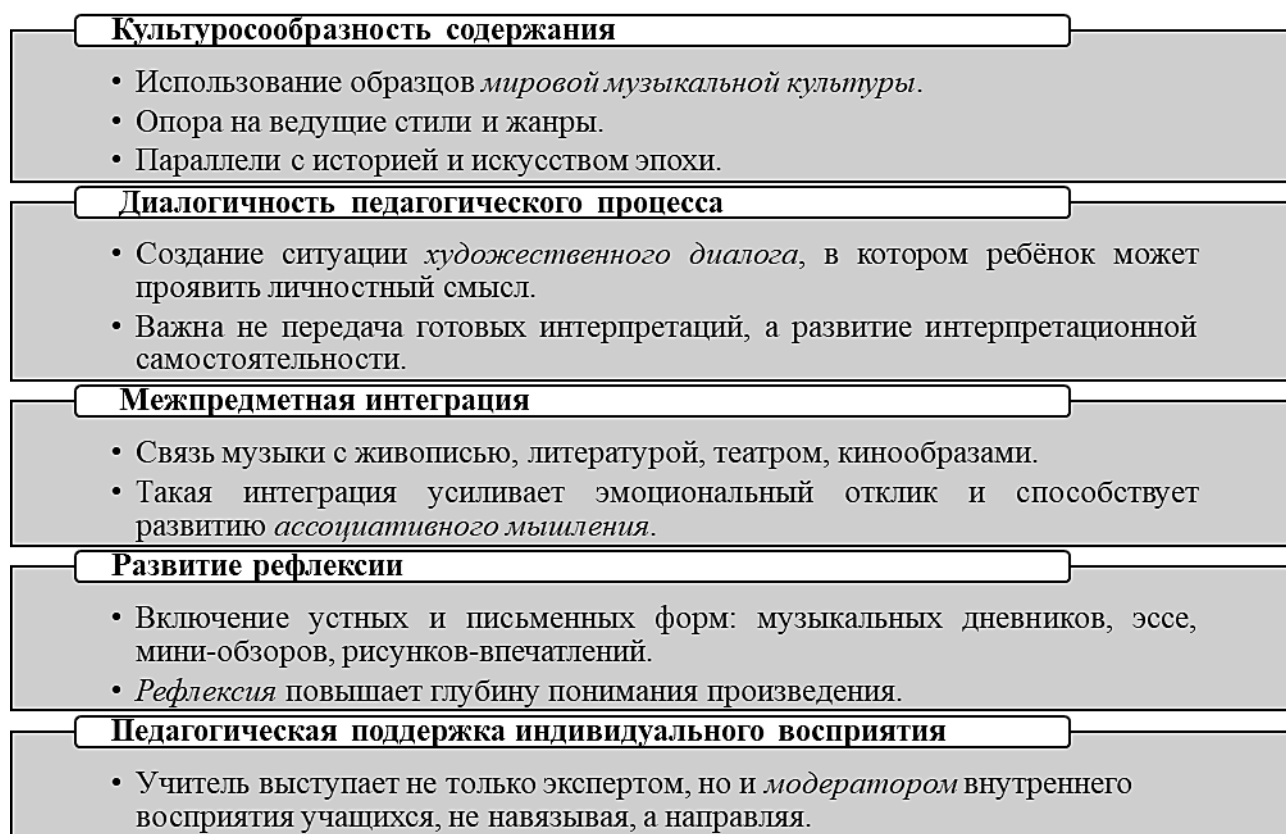 Культуросообразность содержания
• Использование образцов мировой музыкальной культуры.
• Опора на ведущие стили и жанры.
• Параллели с историей и искусством эпохи.
Диалогичность педагогического процесса
• Создание ситуации художественного диалога, в котором ребёнок может
проявить личностный смысл.
• Важна не передача готовых интерпретаций, а развитие интерпретационной
самостоятельности.
Межпредметная интеграция
• Связь музыки с живописью, литературой, театром, кинообразами.
• Такая интеграция усиливает эмоциональный отклик и способствует
развитию ассоциативного мышления.
Развитие рефлексии
• Включение устных и письменных форм: музыкальных дневников, эссе,
мини-обзоров, рисунков-впечатлений.
• Рефлексия повышает глубину понимания произведения.
Педагогическая поддержка индивидуального восприятия
• Учитель выступает не только экспертом, но и модератором внутреннего
восприятия учащихся, не навязывая, а направляя.